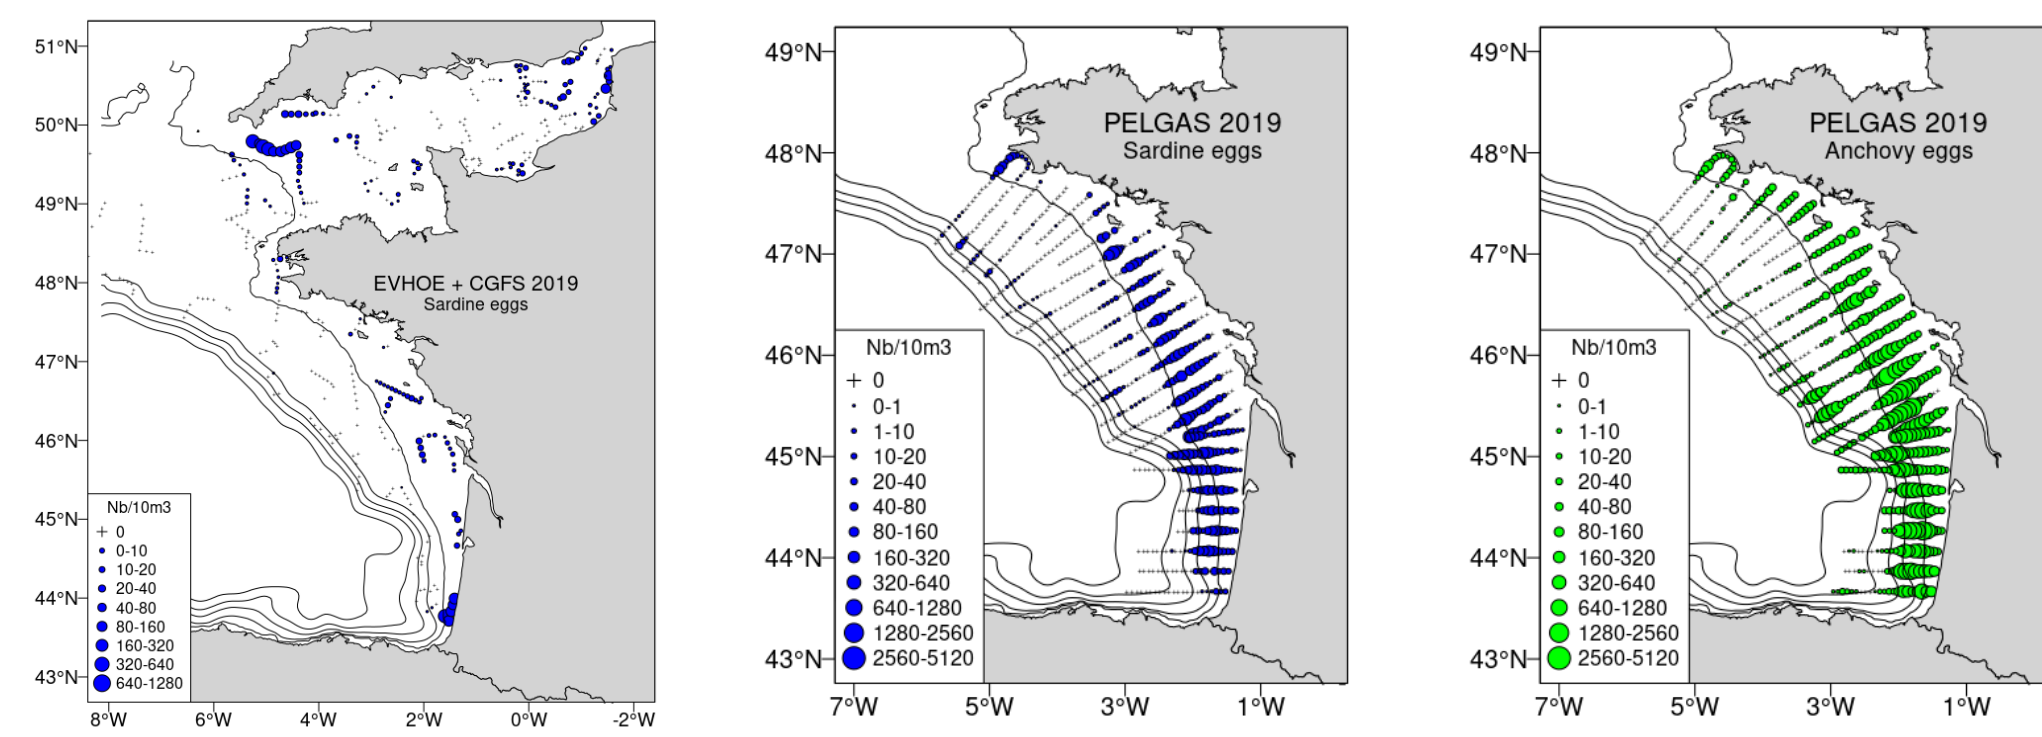 51°N
50°N
49°N
48°N
47°N
46°N
45°N
44°N
43°N
EVHOE + CGFS 2019
Sardine eggs
Nb/10m3
0
0-10
10-20
20-40
40-80
80-160
160-320
320-640
640-1280
8°W 6°W 4°W 2°W 0°W -2°W
49°N
48°N
47°N
46°N
45°N
44°N
43°N
PELGAS 2019
Sardine eggs
Nb/10m3
0
0-1
1-10
10-20
20-40
40-80
80-160
160-320
320-640
640-1280
1280-2560
2560-5120
7°W 5°W 3°W 1°W
49°N
48°N
47°N
46°N
45°N
44°N
43°N
PELGAS 2019
Anchovy eggs
Nb/10m3
0
0-1
1-10
10-20
20-40
40-80
80-160
160-320
320-640
640-1280
1280-2560
2560-5120
7°W 5°W 3°W 1°W